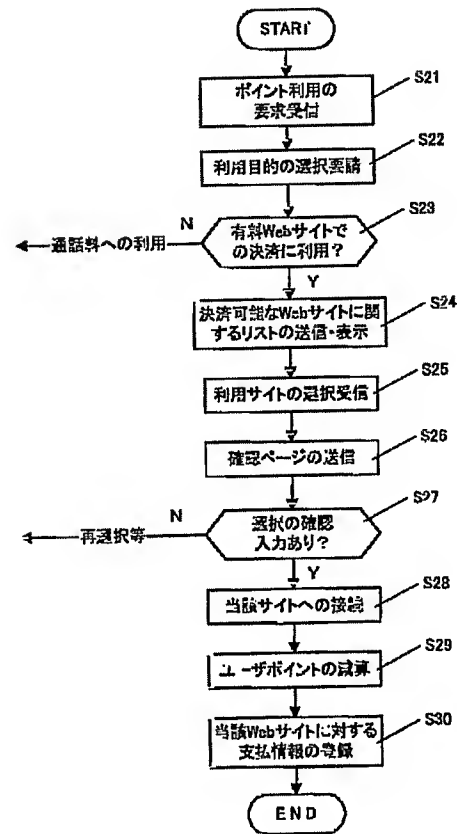 START
S21
ポイント利用の
要求受付
S22
利用目的の選択要請
S23
有料Webサイトで
の決済に利用？
N
通話料への利用
Y
S24
決済可能なWebサイトに関
するリストの送信・表示
S25
利用サイトの選択受信
S26
確認ページの送信
S27
選択の確認
入力あり？
N
再選択等
Y
S28
当該サイトへの接続
S29
ユーザポイントの減算
S30
当該Webサイトに対する
支払情報の登録
END